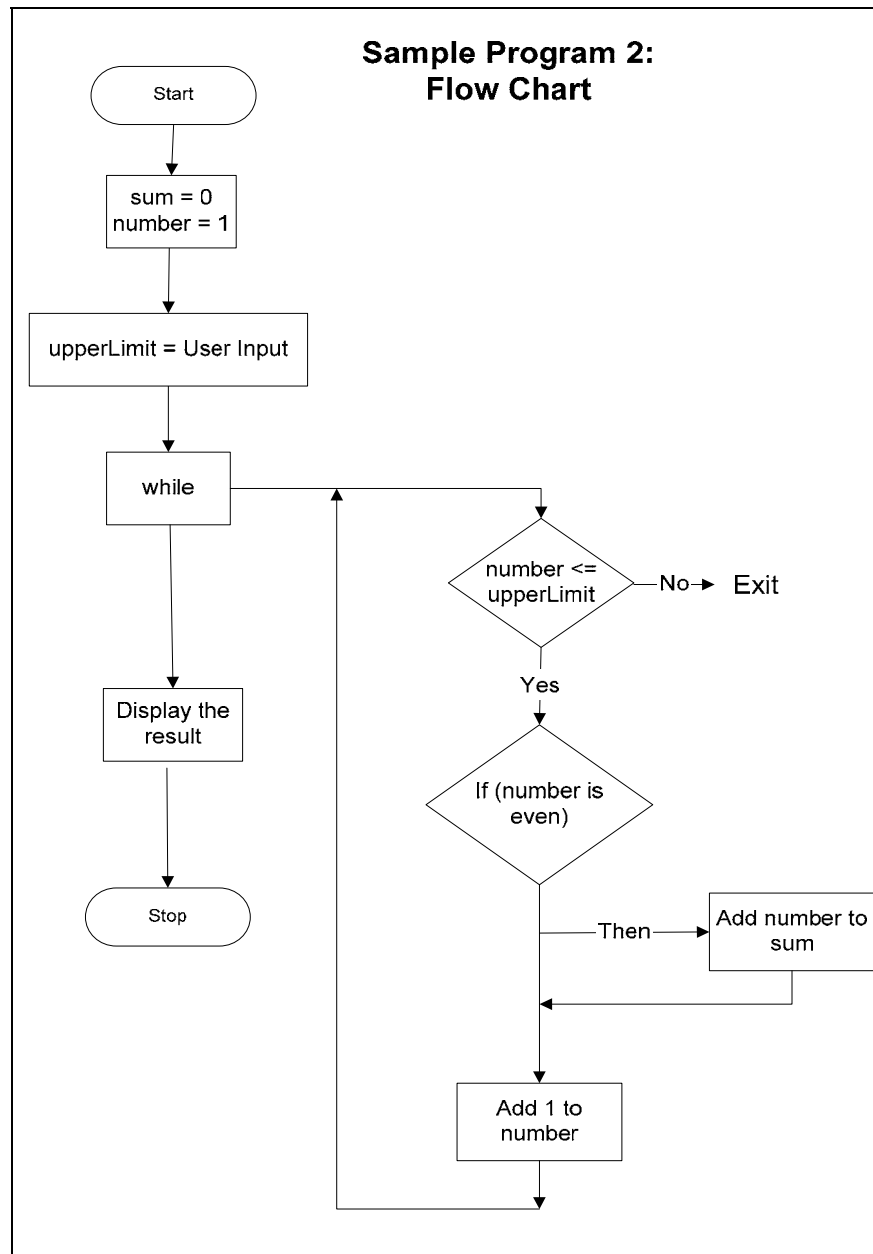 Sample Program 2:
Flow Chart
Start
sum = 0
number = 1
upperLimit = User Input
while
number <=
upperLimit
No
Exit
Yes
Display the
result
If (number is
even)
Stop
Then
Add number to
sum
Add 1 to
number